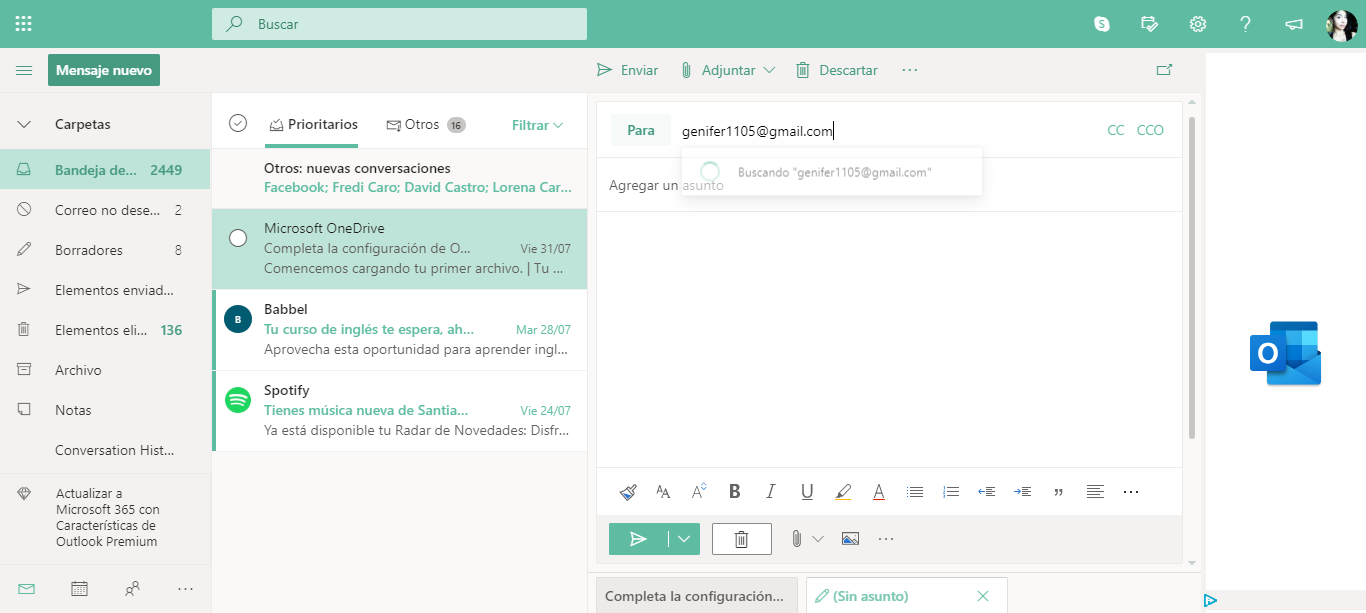 Buscar
Mensaje nuevo
Enviar
Adjuntar
Descartar
Carpetas
Bandeja de... 2449
Correo no dese... 2
Borradores 8
Elementos enviad...
Elementos eli... 136
Archivo
Notas
Conversation Hist...
Actualizar a
Microsoft 365 con
Características de
Outlook Premium
Prioritarios
Otros 16
Filtrar
Otros: nuevas conversaciones
Facebook; Fredi Caro; David Castro; Lorena Car...
Microsoft OneDrive
Completa la configuración de O... Vie 31/07
Comencemos cargando tu primer archivo. | Tu ...
B
Babbel
Tu curso de inglés te espera, ah... Mar 28/07
Aprovecha esta oportunidad para aprender ingl...
Spotify
Tienes música nueva de Santia... Vie 24/07
Ya está disponible tu Radar de Novedades: Disfr...
Para genifer1105@gmail.com CC CCO
Buscando "genifer1105@gmail.com"
Agregar un asunto
Completa la configuración...
(Sin asunto)